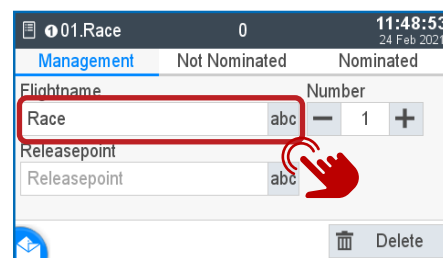 ❶01.Race 0 11:48:53
24 Feb 2021
Management Not Nominated Nominated
Flightname Number
Race abc 1
Releasepoint
Releasepoint abc
Delete